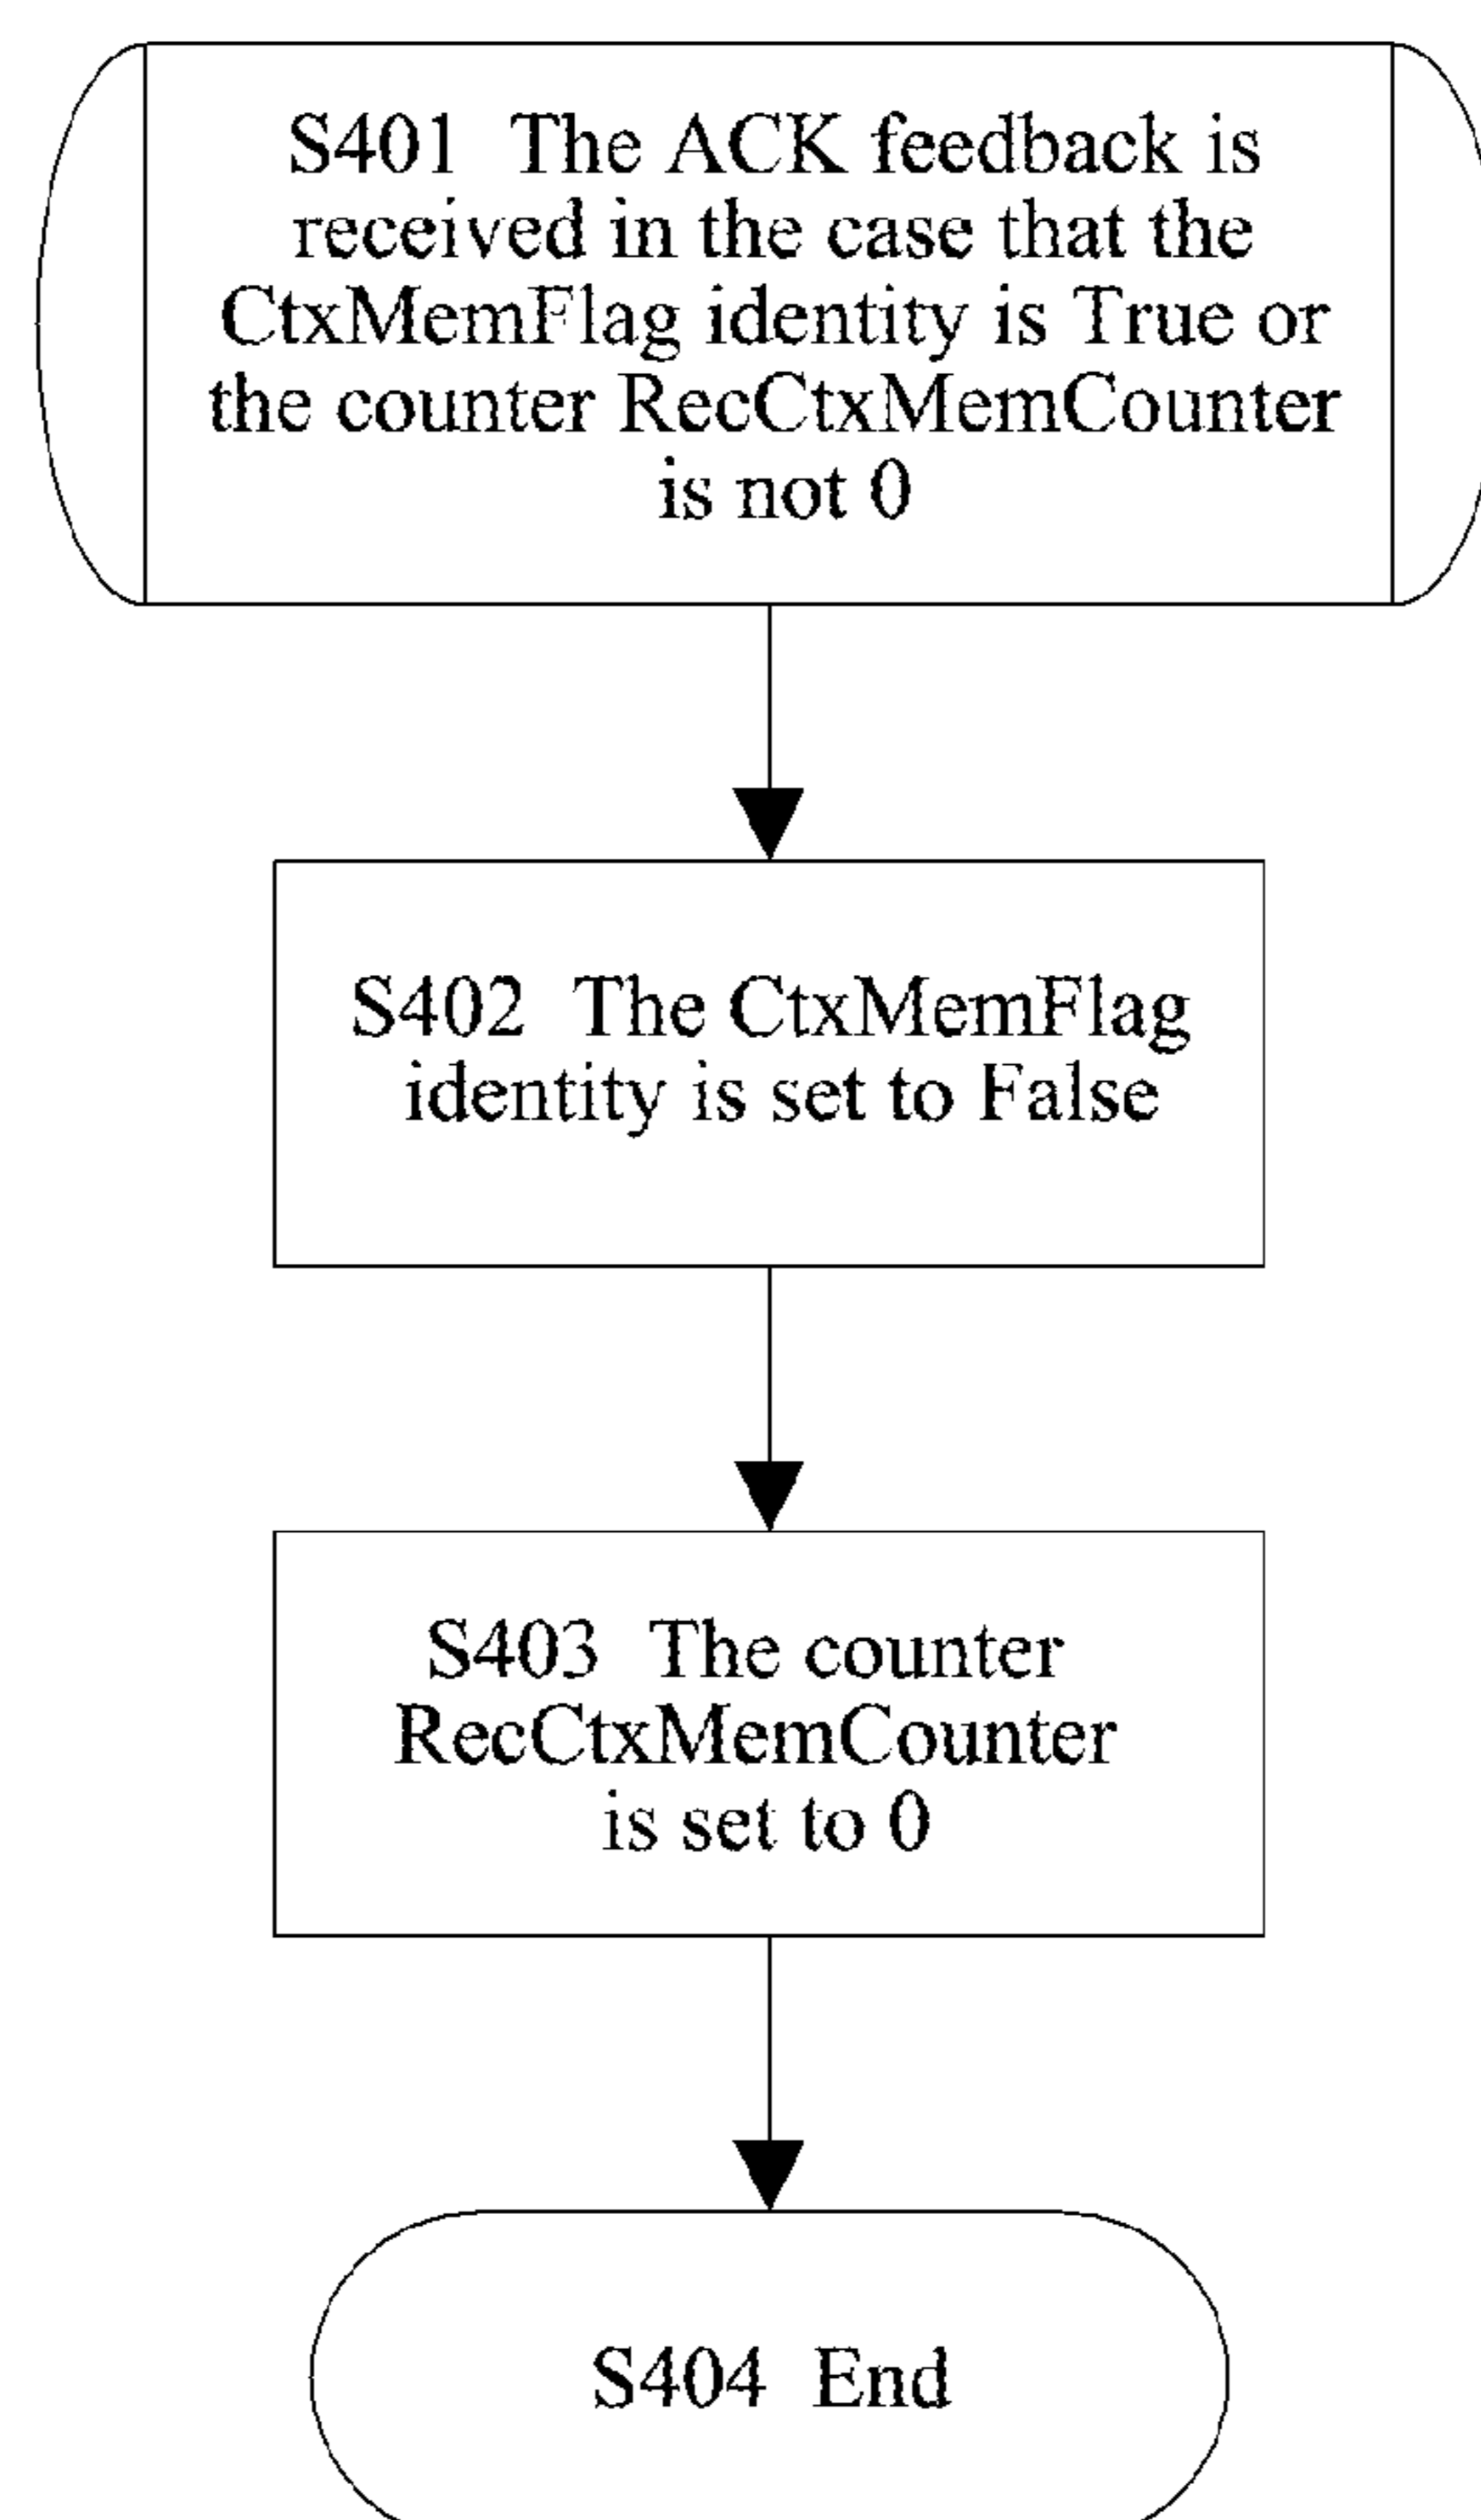 S401 The ACK feedback is
received in the case that the
CtxMemFlag identity is True or
the counter RecCtxMemCounter
is not 0
S402 The CtxMemFlag
identity is set to False
S403 The counter
RecCtxMemCounter
is set to 0
S404 End